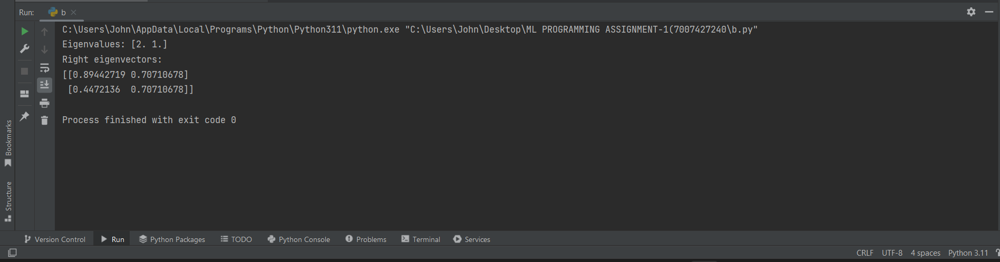 Run: b
C:\Users\John\AppData\Local\Programs\Python\Python311\python.exe "C:\Users\John\Desktop\ML PROGRAMMING ASSIGNMENT-1(7007427240\b.py"
Eigenvalues: [2. 1.]
Right eigenvectors:
[[0.89442719 0.70710678]
 [0.4472136  0.70710678]]
Process finished with exit code 0
Bookmarks
Structure
Version Control Run Python Packages TODO Python Console Problems Terminal Services
CRLF UTF-8 4 spaces Python 3.11